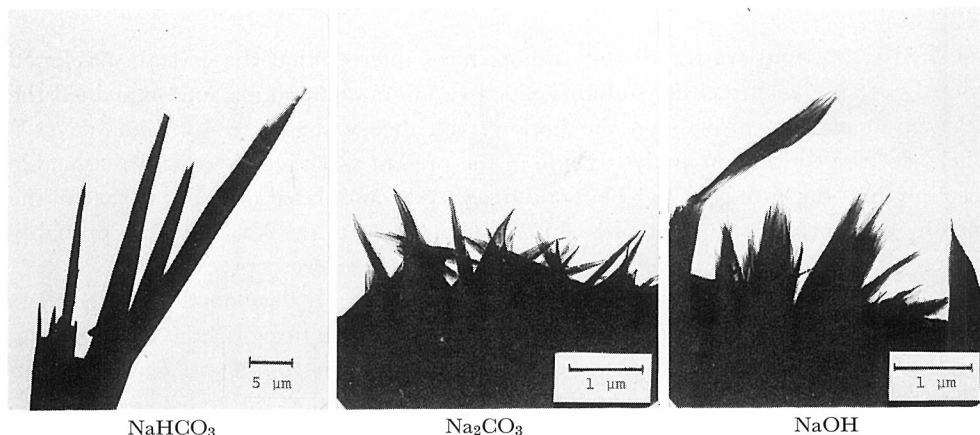 5 μm
1 μm
1 μm
NaHCO₃
Na₂CO₃
NaOH